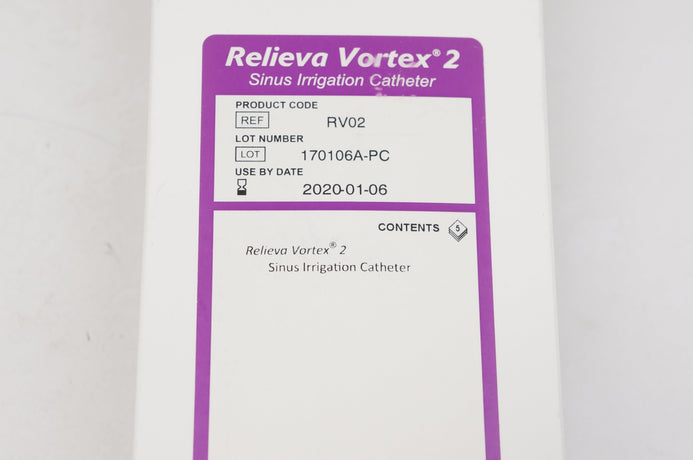 Relieva Vortex® 2
Sinus Irrigation Catheter
PRODUCT CODE
REF RV02
LOT NUMBER
LOT 170106A-PC
USE BY DATE
2020-01-06
CONTENTS 5
Relieva Vortex® 2
Sinus Irrigation Catheter